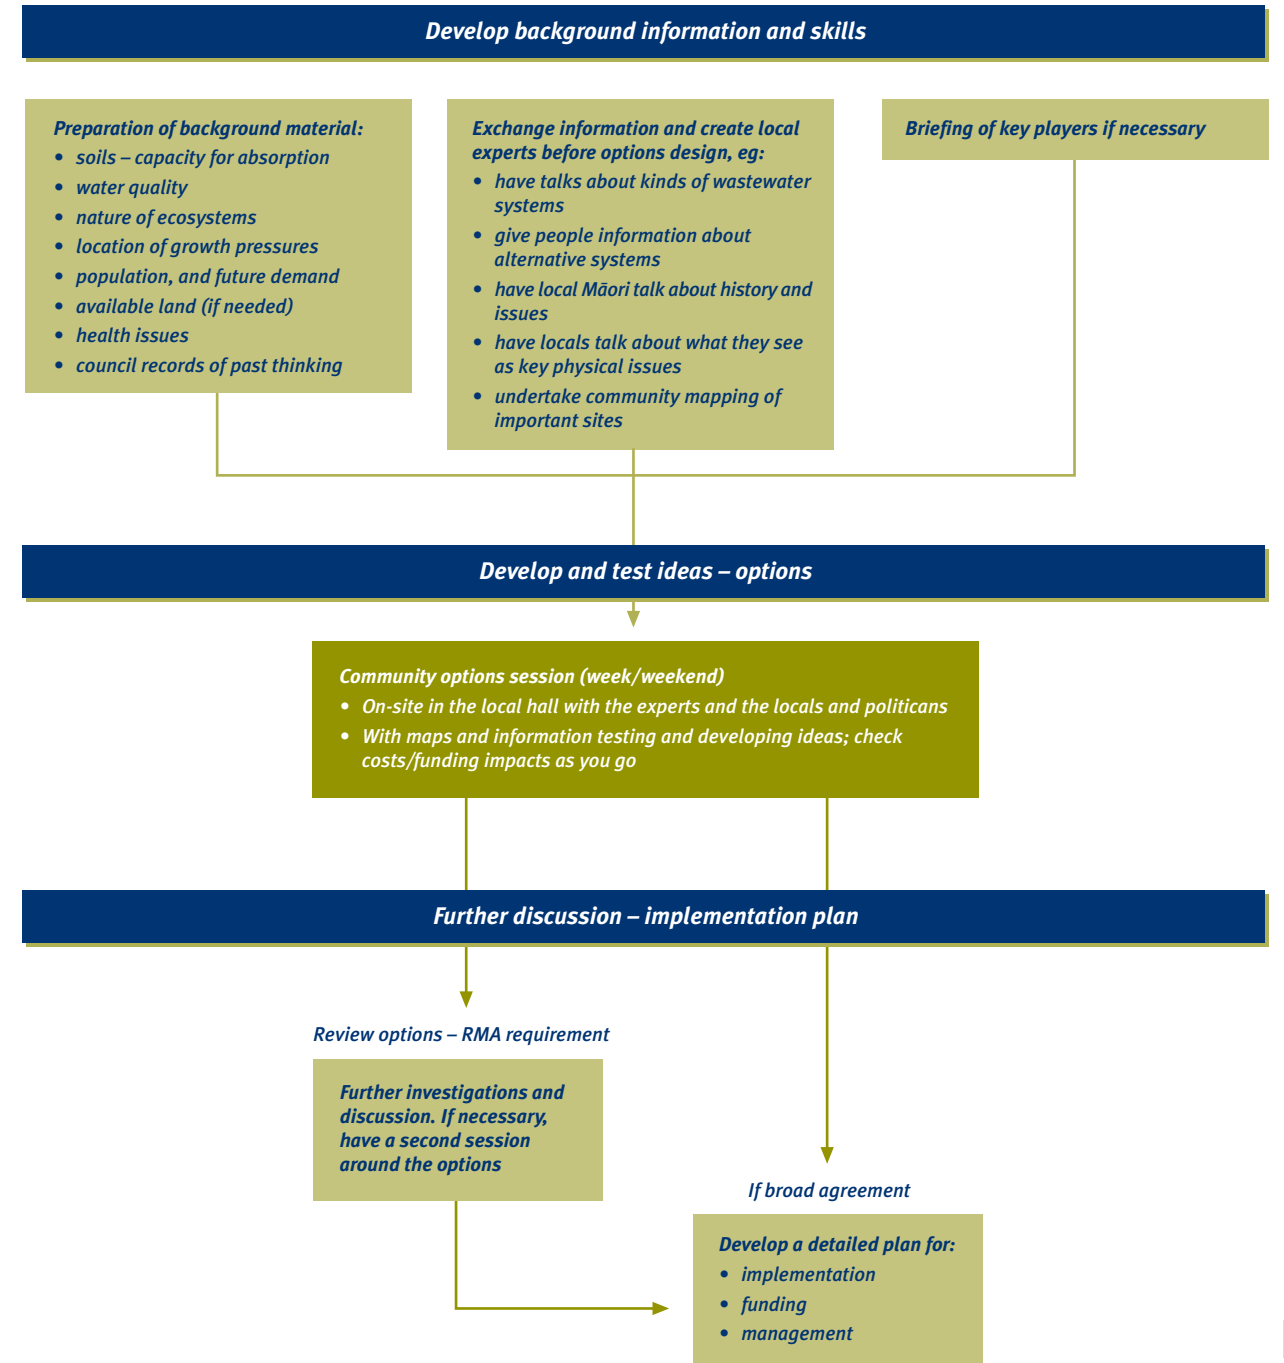 Develop background information and skills
Preparation of background material:
• soils – capacity for absorption
• water quality
• nature of ecosystems
• location of growth pressures
• population, and future demand
• available land (if needed)
• health issues
• council records of past thinking
Exchange information and create local
experts before options design, eg:
• have talks about kinds of wastewater
systems
• give people information about
alternative systems
• have local Māori talk about history and
issues
• have locals talk about what they see
as key physical issues
• undertake community mapping of
important sites
Briefing of key players if necessary
Develop and test ideas – options
Community options session (week/weekend)
• On-site in the local hall with the experts and the locals and politicans
• With maps and information testing and developing ideas; check
costs/funding impacts as you go
Further discussion – implementation plan
Review options – RMA requirement
Further investigations and
discussion. If necessary,
have a second session
around the options
If broad agreement
Develop a detailed plan for:
• implementation
• funding
• management